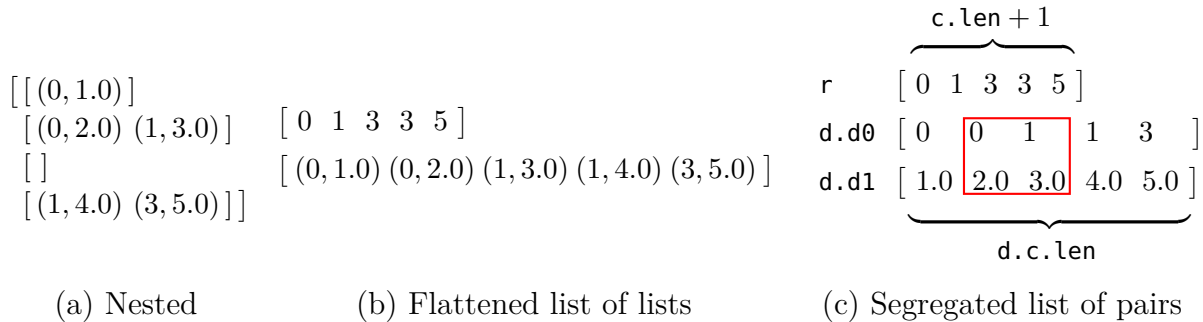 [ [ (0, 1.0) ]
[ (0, 2.0) (1, 3.0) ]
[ ]
[ (1, 4.0) (3, 5.0) ] ]
(a) Nested
[ 0 1 3 3 5 ]
[ (0, 1.0) (0, 2.0) (1, 3.0) (1, 4.0) (3, 5.0) ]
(b) Flattened list of lists
c.len + 1
r [ 0 1 3 3 5 ]
d.d0 [ 0 0 1 1 3 ]
d.d1 [ 1.0 2.0 3.0 4.0 5.0 ]
d.c.len
(c) Segregated list of pairs